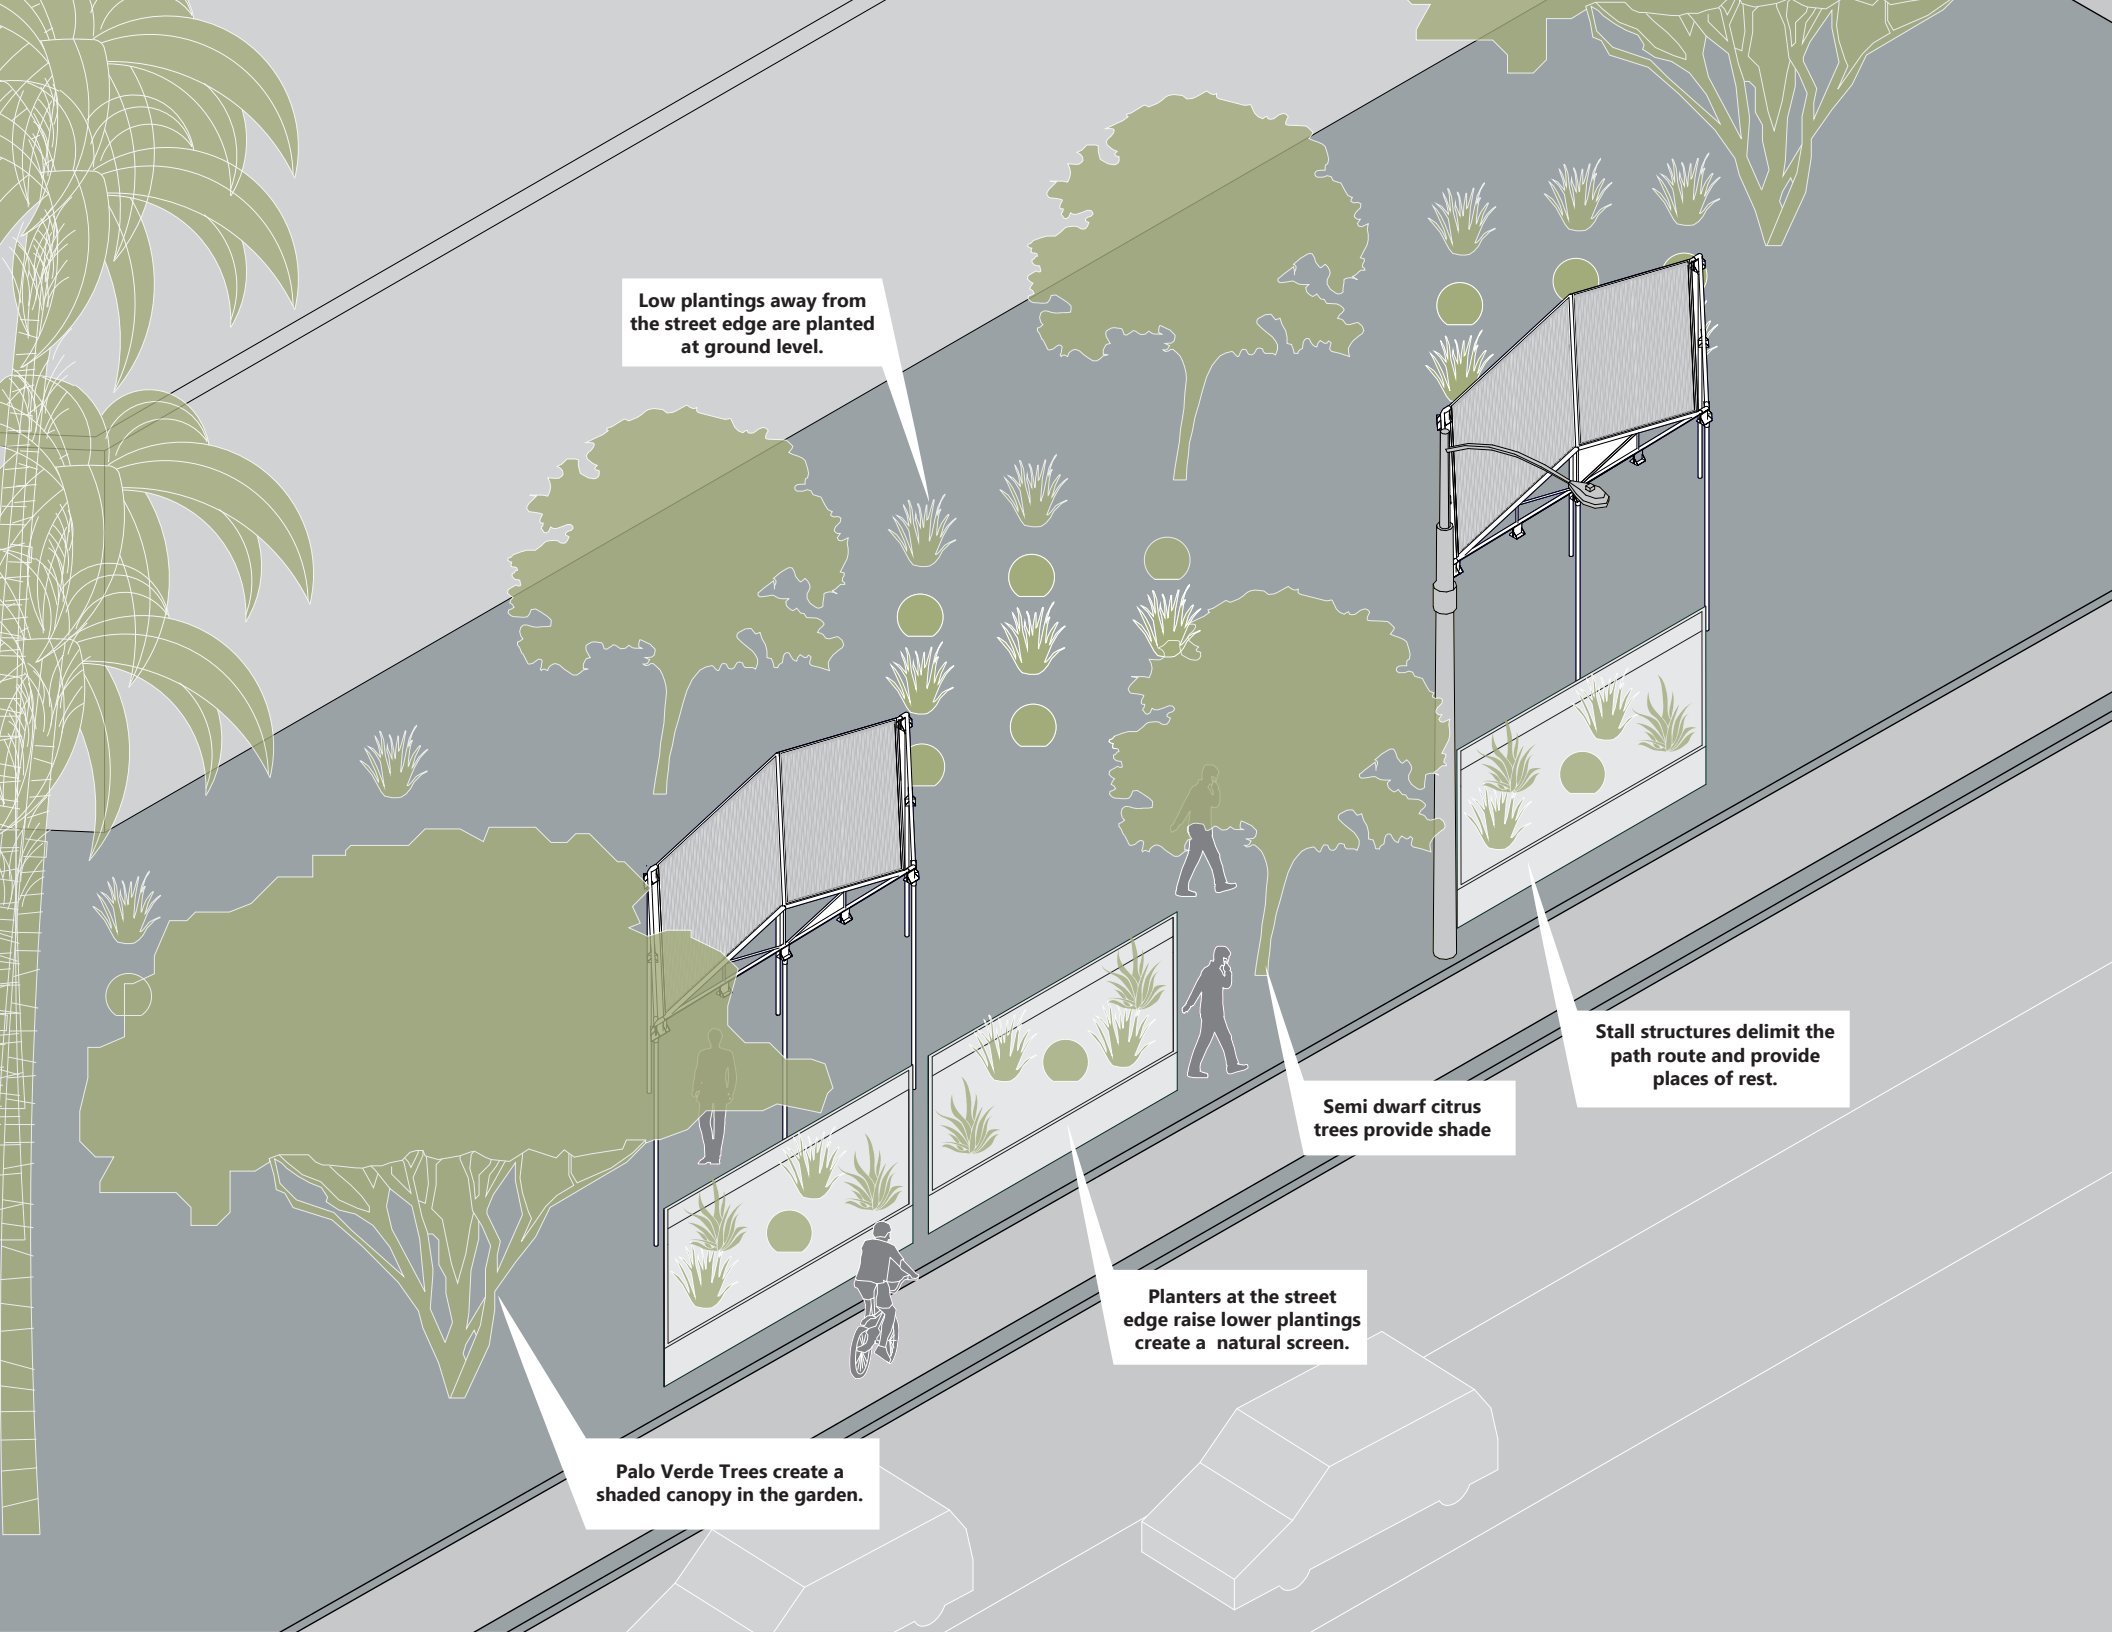 Low plantings away from
the street edge are planted
at ground level.
Stall structures delimit the
path route and provide
places of rest.
Semi dwarf citrus
trees provide shade
Planters at the street
edge raise lower plantings
create a  natural screen.
Palo Verde Trees create a
shaded canopy in the garden.